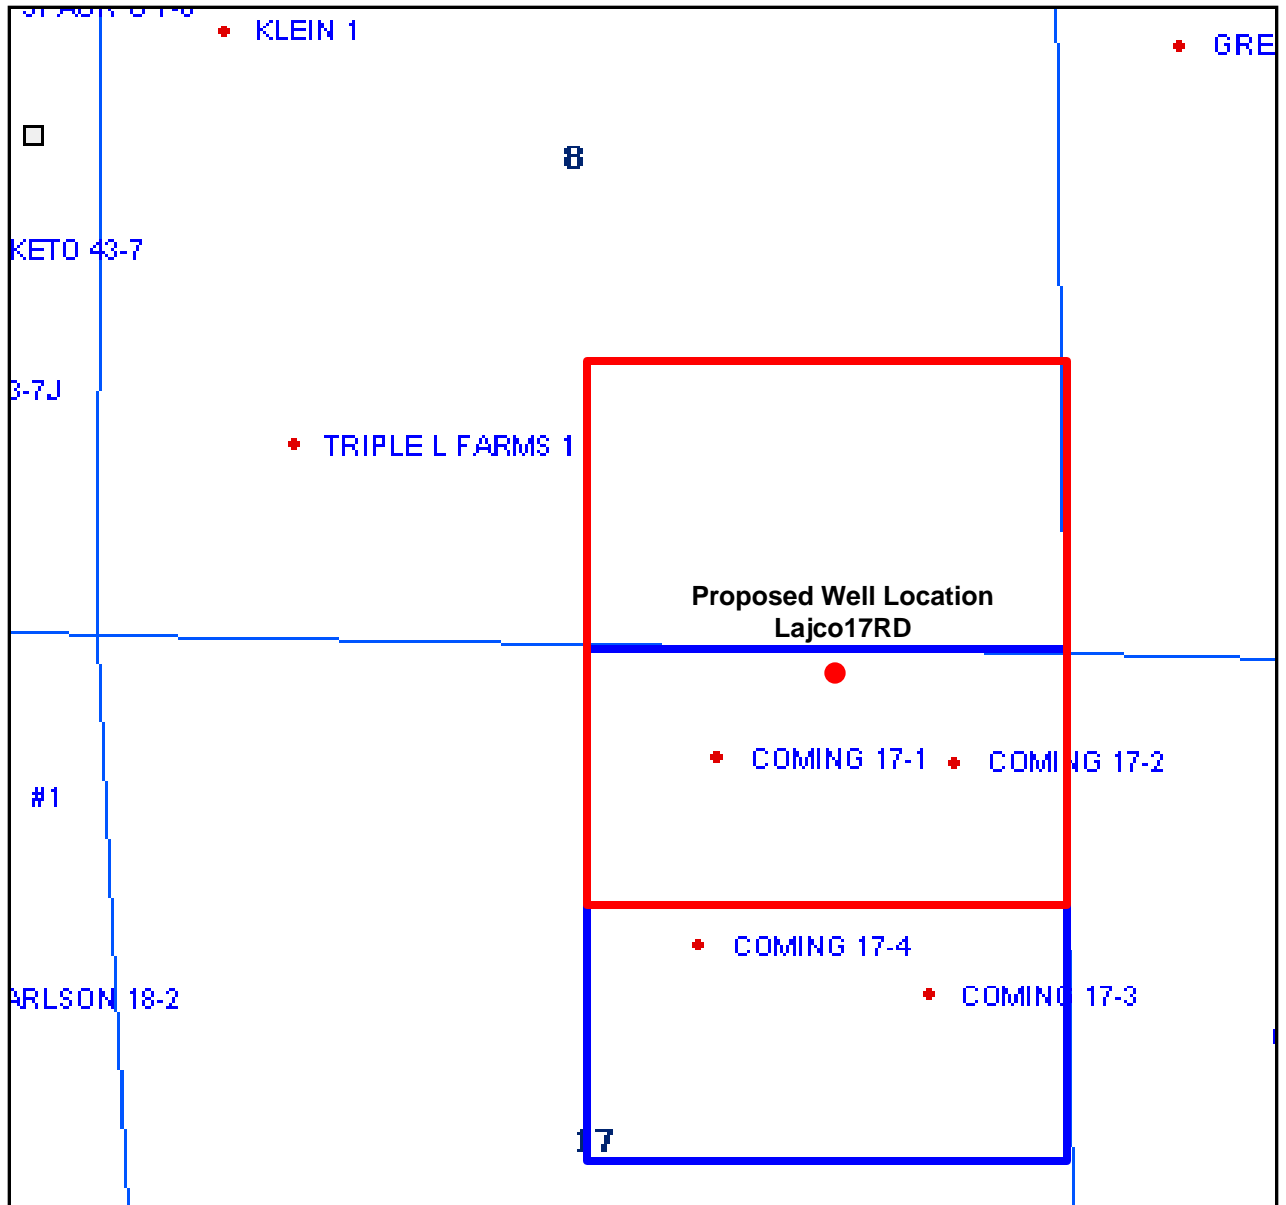 KLEIN 1
GRE
8
KETO 43-7
3-7J
TRIPLE L FARMS 1
Proposed Well Location
Lajco17RD
COMING 17-1
COMING 17-2
#1
COMING 17-4
COMING 17-3
ARLSON 18-2
17